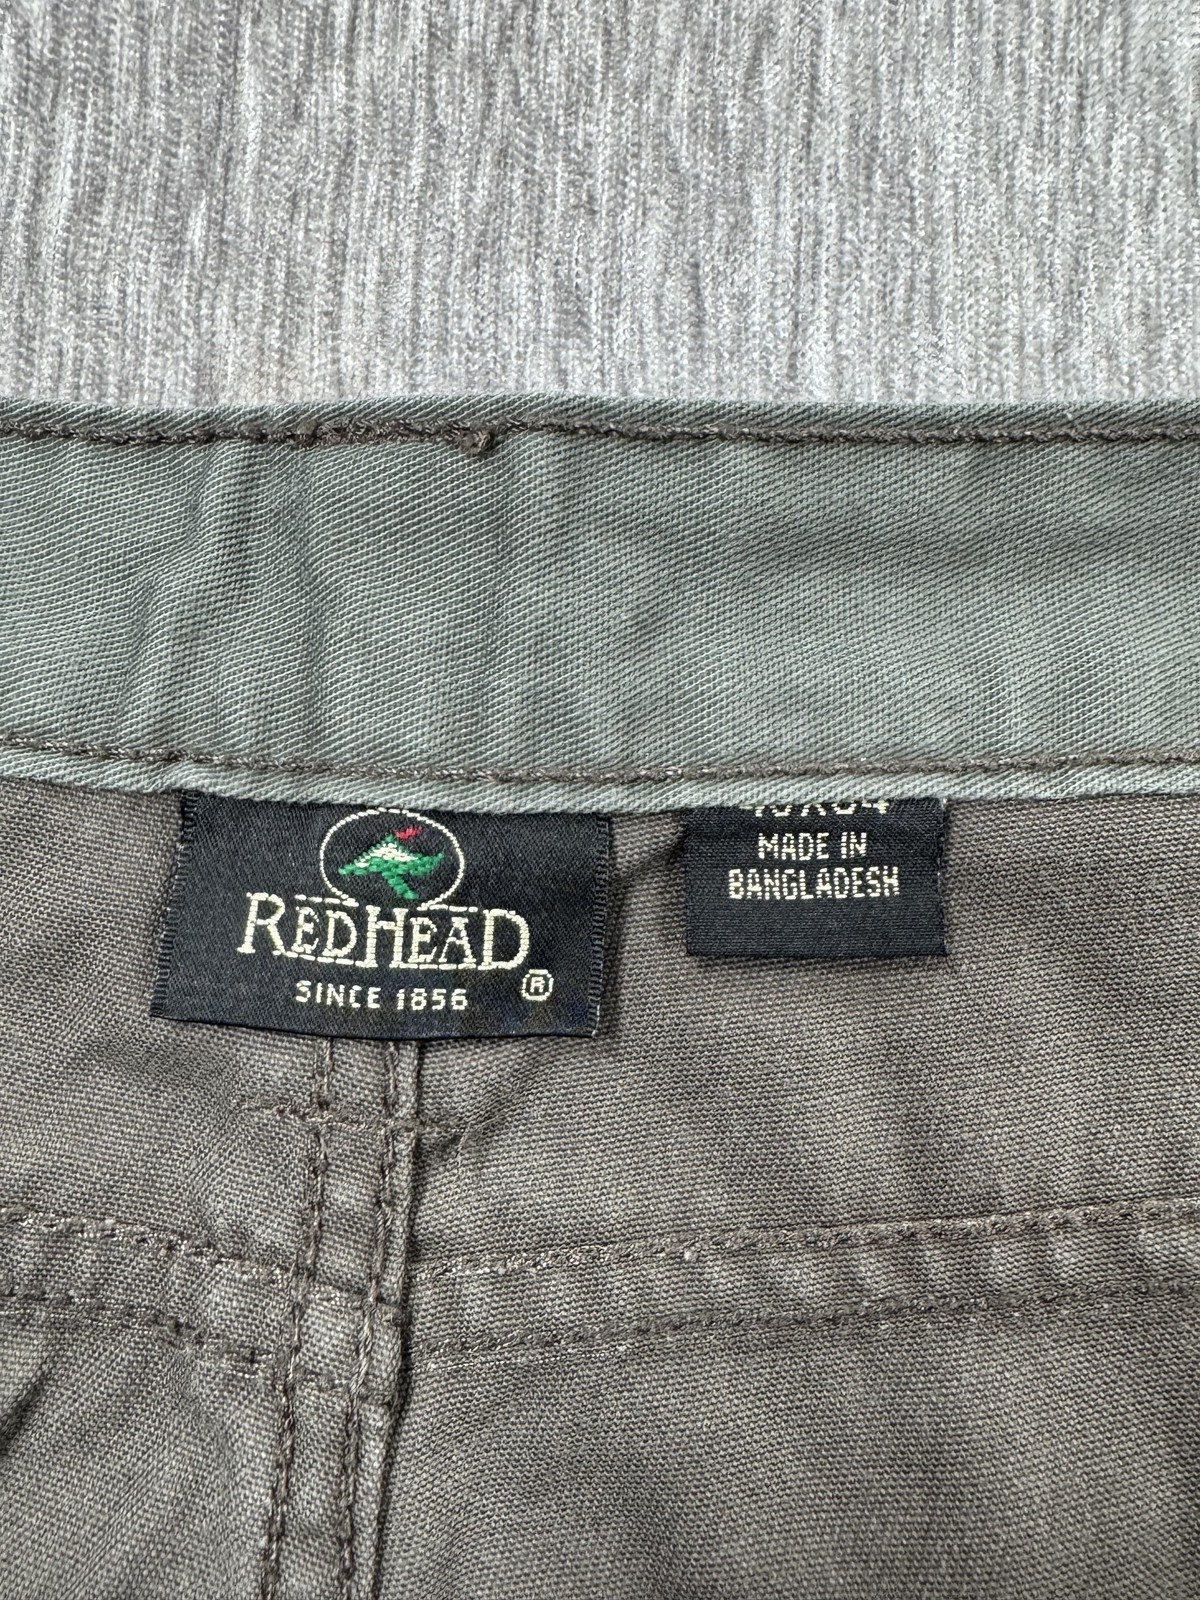 REDHEAD
®
SINCE 1856
MADE IN
BANGLADESH